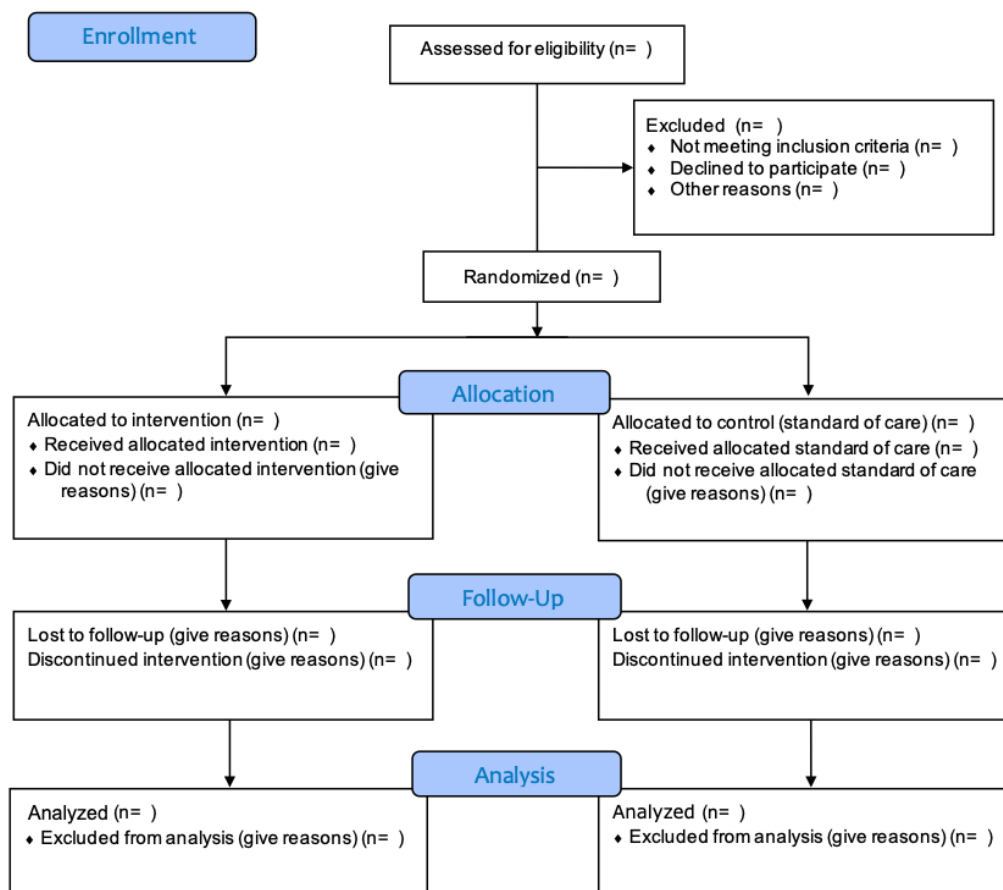 Enrollment
Assessed for eligibility (n= )
Excluded (n= )
♦ Not meeting inclusion criteria (n= )
♦ Declined to participate (n= )
♦ Other reasons (n= )
Randomized (n= )
Allocation
Allocated to intervention (n= )
♦ Received allocated intervention (n= )
♦ Did not receive allocated intervention (give
reasons) (n= )
Allocated to control (standard of care) (n= )
♦ Received allocated standard of care (n= )
♦ Did not receive allocated standard of care
(give reasons) (n= )
Follow-Up
Lost to follow-up (give reasons) (n= )
Discontinued intervention (give reasons) (n= )
Lost to follow-up (give reasons) (n= )
Discontinued intervention (give reasons) (n= )
Analysis
Analyzed (n= )
♦ Excluded from analysis (give reasons) (n= )
Analyzed (n= )
♦ Excluded from analysis (give reasons) (n= )